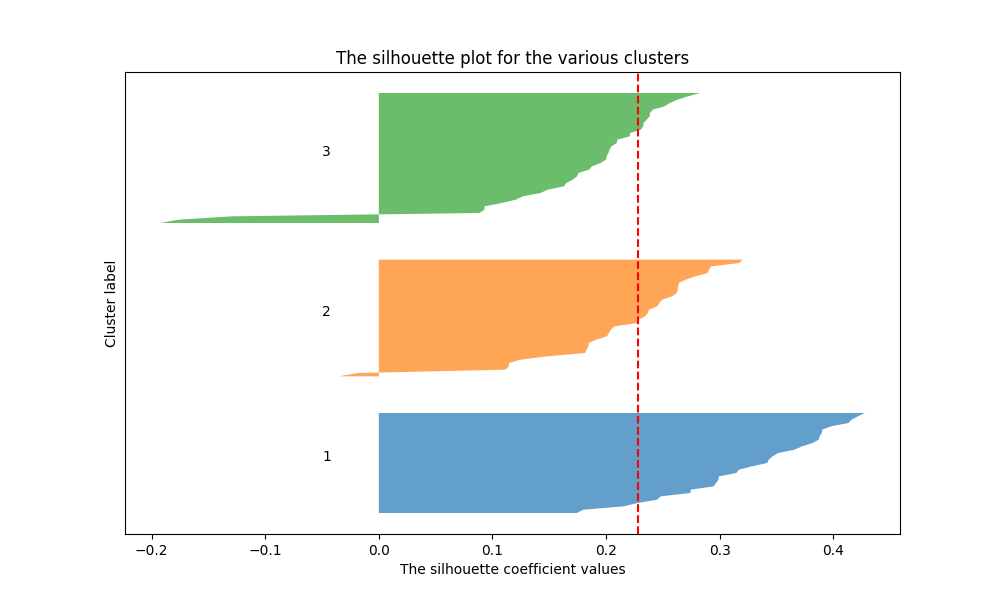 The silhouette plot for the various clusters
3
2
1
Cluster label
−0.2 −0.1 0.0 0.1 0.2 0.3 0.4
The silhouette coefficient values